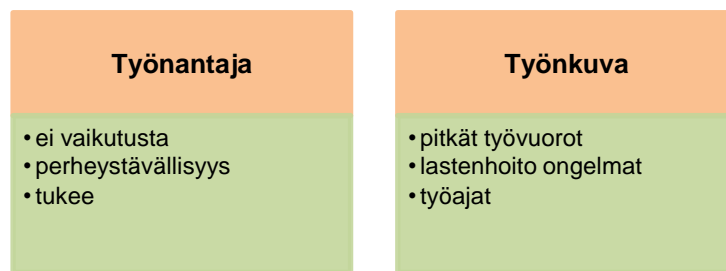 Työnantaja
• ei vaikutusta
• perheystävällisyys
• tukee
Työnkuva
• pitkät työvuorot
• lastenhoito ongelmat
• työajat